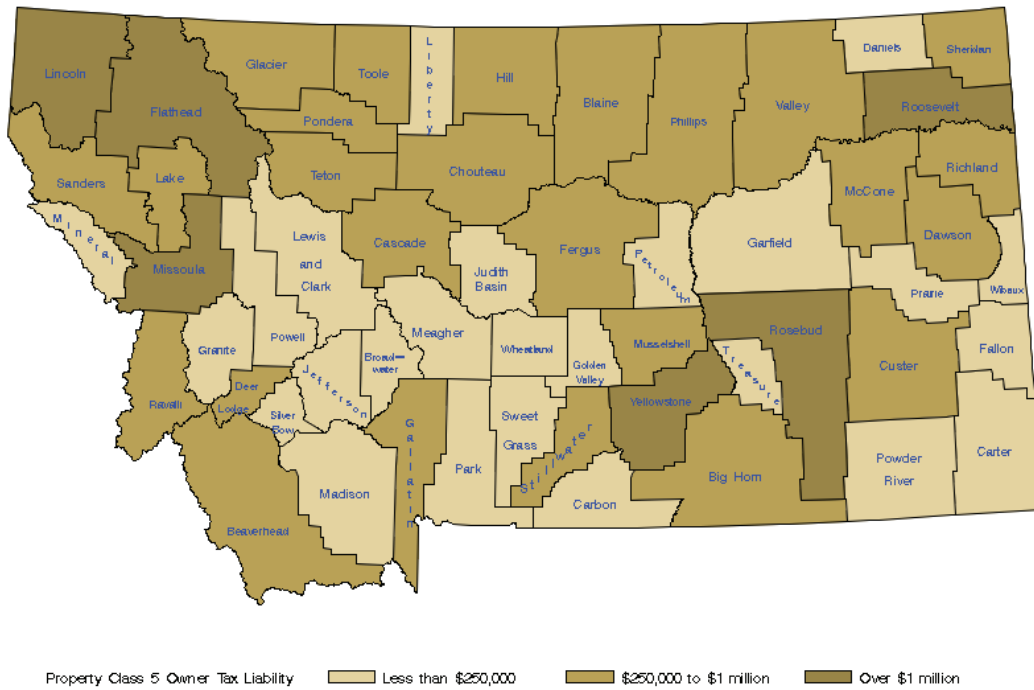 Lincoln
Flathead
Glacier
Toole
Liberty
Hill
Blaine
Phillips
Valley
Daniels
Sheridan
Roosevelt
Pondera
Teton
Chouteau
Sanders
Lake
Richland
McCone
Dawson
Mineral
Missoula
Lewis
and
Clark
Cascade
Judith
Basin
Fergus
Petroleum
Garfield
Prarie
Wibaux
Powell
Granite
Meagher
Broad-
water
Jefferson
Wheatland
Golden
Valley
Musselshell
Treasure
Rosebud
Custer
Fallon
Ravalli
Deer
Lodge
Silver
Bow
Gallatin
Park
Sweet
Grass
Stillwater
Yellowstone
Big Horn
Powder
River
Carter
Madison
Beaverhead
Carbon
Property Class 5 Owner Tax Liability Less than $250,000 $250,000 to $1 million Over $1 million